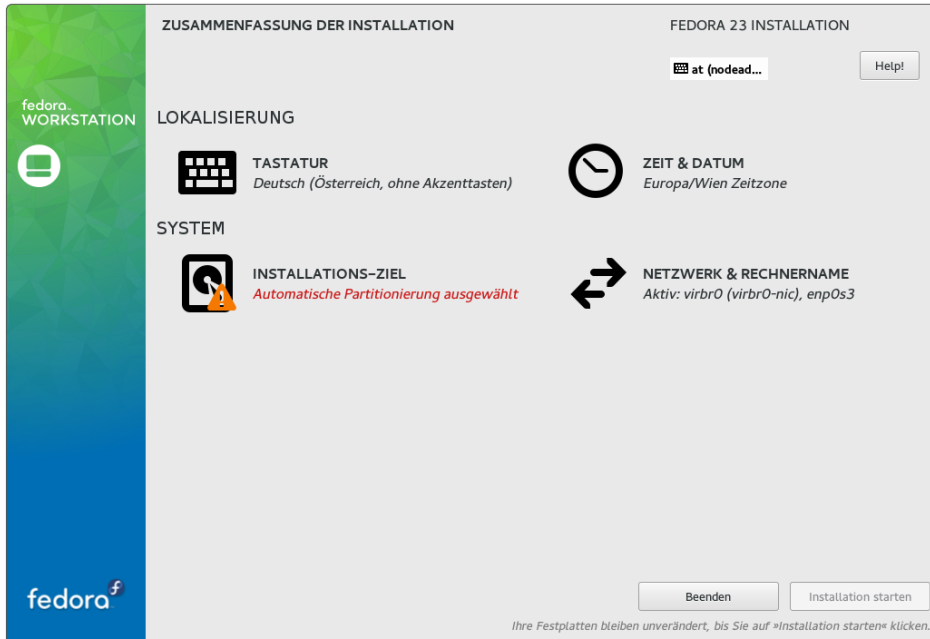 ZUSAMMENFASSUNG DER INSTALLATION
FEDORA 23 INSTALLATION
at (nodead...
Help!
fedora
WORKSTATION
LOKALISIERUNG
TASTATUR
Deutsch (Österreich, ohne Akzenttasten)
ZEIT & DATUM
Europa/Wien Zeitzone
SYSTEM
INSTALLATIONS-ZIEL
Automatische Partitionierung ausgewählt
NETZWERK & RECHNERNAME
Aktiv: virbr0 (virbr0-nic), enp0s3
fedora
Beenden
Installation starten
Ihre Festplatten bleiben unverändert, bis Sie auf »Installation starten« klicken.